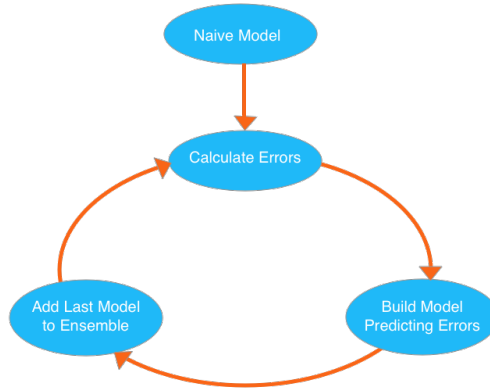 Naive Model
Calculate Errors
Add Last Model
to Ensemble
Build Model
Predicting Errors